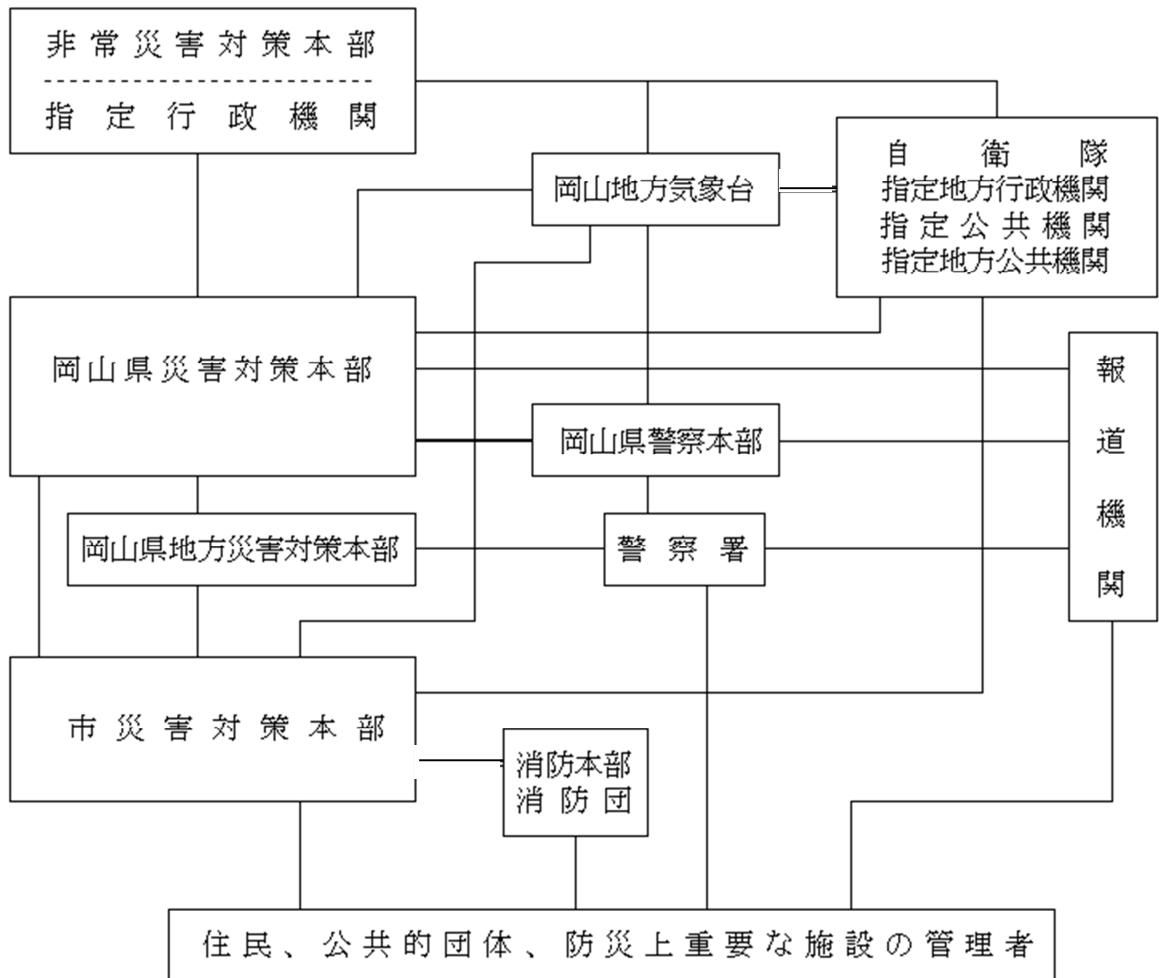 非常災害対策本部
指定行政機関
自衛隊
指定地方行政機関
指定公共機関
指定地方公共機関
岡山地方気象台
岡山県災害対策本部
報道機関
岡山県警察本部
岡山県地方災害対策本部
警察署
市災害対策本部
消防本部
消防団
住民、公共的団体、防災上重要な施設の管理者